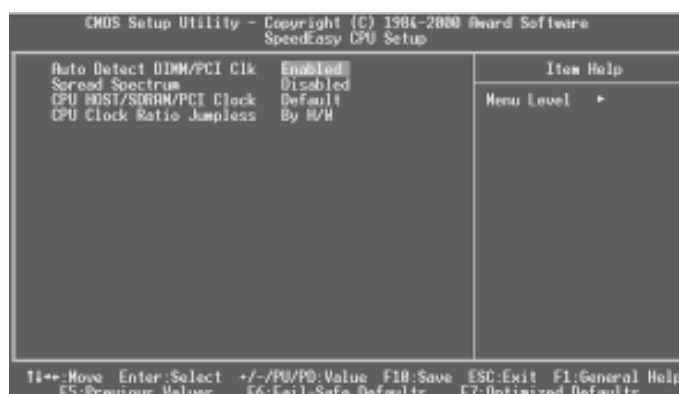 CMOS Setup Utility - Copyright (C) 1984-2000 Award Software
SpeedEasy CPU Setup
Auto Detect DIMM/PCI Clk Enabled
Spread Spectrum Disabled
CPU HOST/SDRAM/PCI Clock Default
CPU Clock Ratio Jumpless By H/W
Item Help
Menu Level ►
↑↓→←:Move Enter:Select +/-/PU/PD:Value F10:Save ESC:Exit F1:General Help
F5:Previous Values F6:Fail-Safe Defaults F7:Optimized Defaults